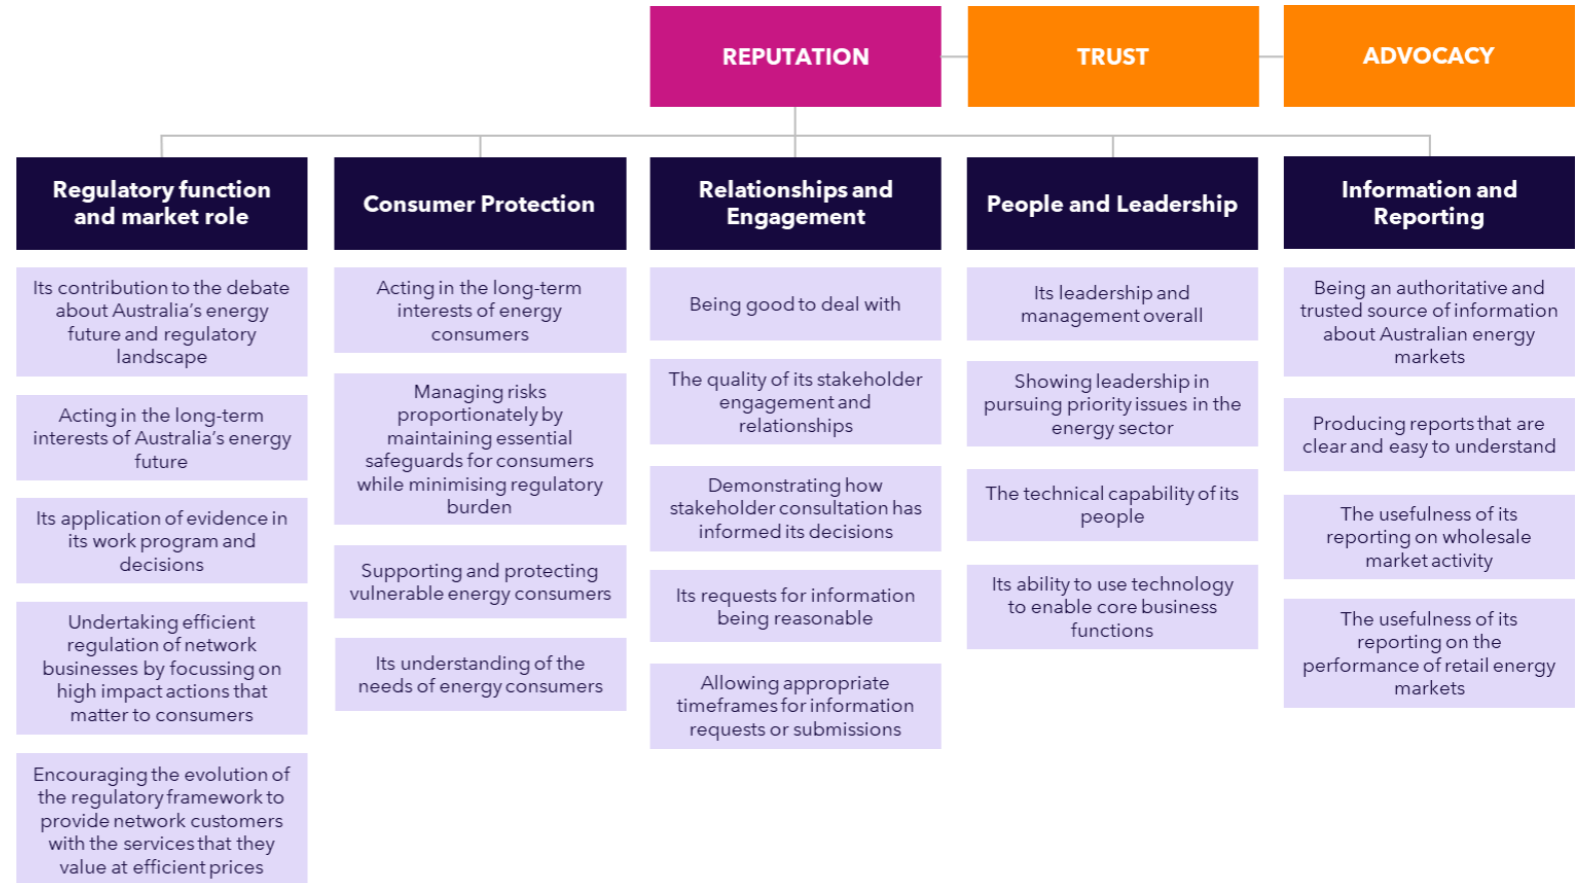 REPUTATION
TRUST
ADVOCACY
Regulatory function
and market role
Its contribution to the debate
about Australia’s energy
future and regulatory
landscape
Acting in the long-term
interests of Australia’s energy
future
Its application of evidence in
its work program and
decisions
Undertaking efficient
regulation of network
businesses by focussing on
high impact actions that
matter to consumers
Encouraging the evolution of
the regulatory framework to
provide network customers
with the services that they
value at efficient prices
Consumer Protection
Acting in the long-term
interests of energy
consumers
Managing risks
proportionately by
maintaining essential
safeguards for consumers
while minimising regulatory
burden
Supporting and protecting
vulnerable energy consumers
Its understanding of the
needs of energy consumers
Relationships and
Engagement
Being good to deal with
The quality of its stakeholder
engagement and
relationships
Demonstrating how
stakeholder consultation has
informed its decisions
Its requests for information
being reasonable
Allowing appropriate
timeframes for information
requests or submissions
People and Leadership
Its leadership and
management overall
Showing leadership in
pursuing priority issues in the
energy sector
The technical capability of its
people
Its ability to use technology
to enable core business
functions
Information and
Reporting
Being an authoritative and
trusted source of information
about Australian energy
markets
Producing reports that are
clear and easy to understand
The usefulness of its
reporting on wholesale
market activity
The usefulness of its
reporting on the
performance of retail energy
markets